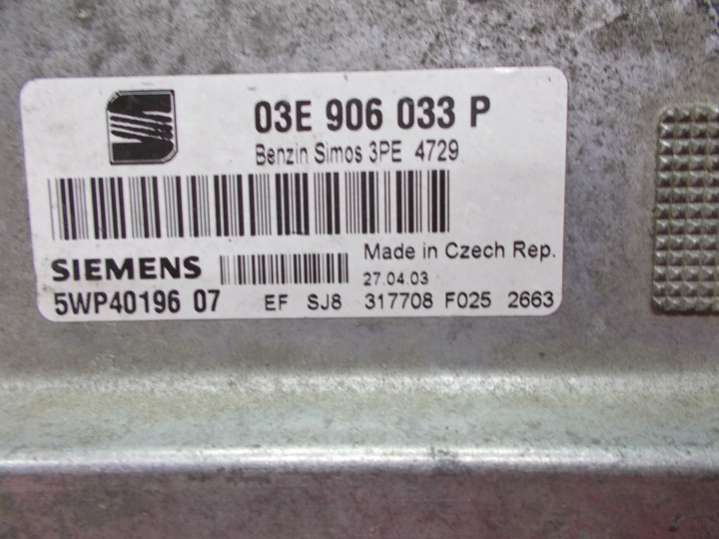 03E 906 033 P
Benzin Simos 3PE 4729
Made in Czech Rep.
SIEMENS
27.04.03
5WP40196 07 EF SJ8 317708 F025 2663